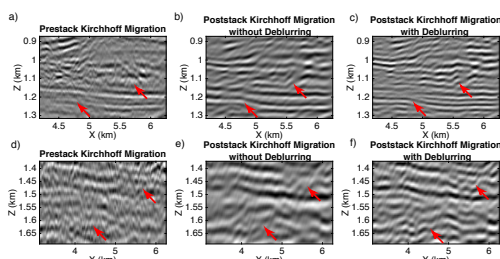 a)
Prestack Kirchhoff Migration
b)
Poststack Kirchhoff Migration
without Deblurring
c)
Poststack Kirchhoff Migration
with Deblurring
0.9
1
1.1
1.2
1.3
Z (km)
4.5 5 5.5 6
X (km)
0.9
1
1.1
1.2
1.3
Z (km)
4.5 5 5.5 6
X (km)
0.9
1
1.1
1.2
1.3
Z (km)
4.5 5 5.5 6
X (km)
d)
Prestack Kirchhoff Migration
e)
Poststack Kirchhoff Migration
without Deblurring
f)
Poststack Kirchhoff Migration
with Deblurring
1.4
1.45
1.5
1.55
1.6
1.65
Z (km)
4 5 6
1.4
1.45
1.5
1.55
1.6
1.65
Z (km)
4 5 6
1.4
1.45
1.5
1.55
1.6
1.65
Z (km)
4 5 6